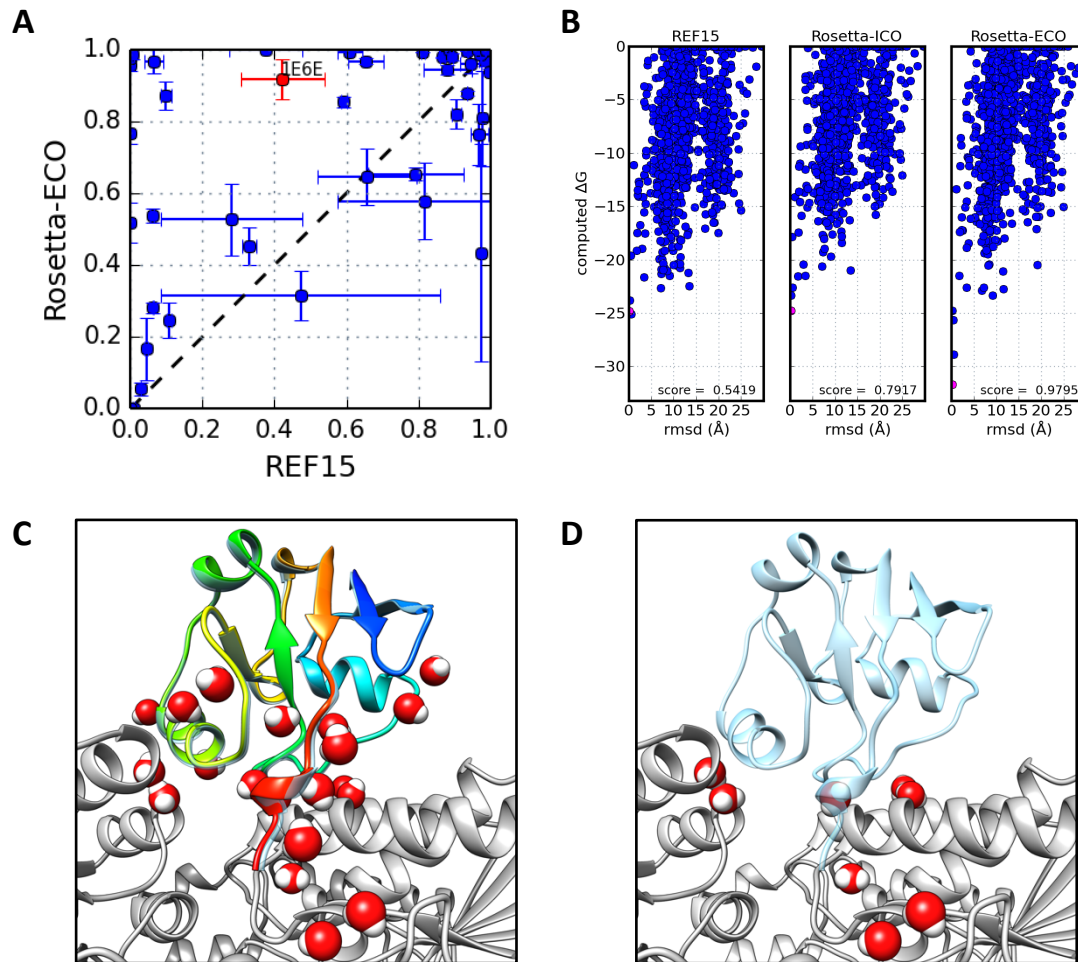 A
1.0
0.8
0.6
0.4
0.2
0.0
0.0 0.2 0.4 0.6 0.8 1.0
Rosetta-ECO
REF15
1E6E
B
REF15 Rosetta-ICO Rosetta-ECO
0
−5
−10
−15
−20
−25
−30
computed ΔG
score = 0.5419 score = 0.7917 score = 0.9795
0 5 10 15 20 25 0 5 10 15 20 25 0 5 10 15 20 25
rmsd (Å) rmsd (Å) rmsd (Å)
C
D